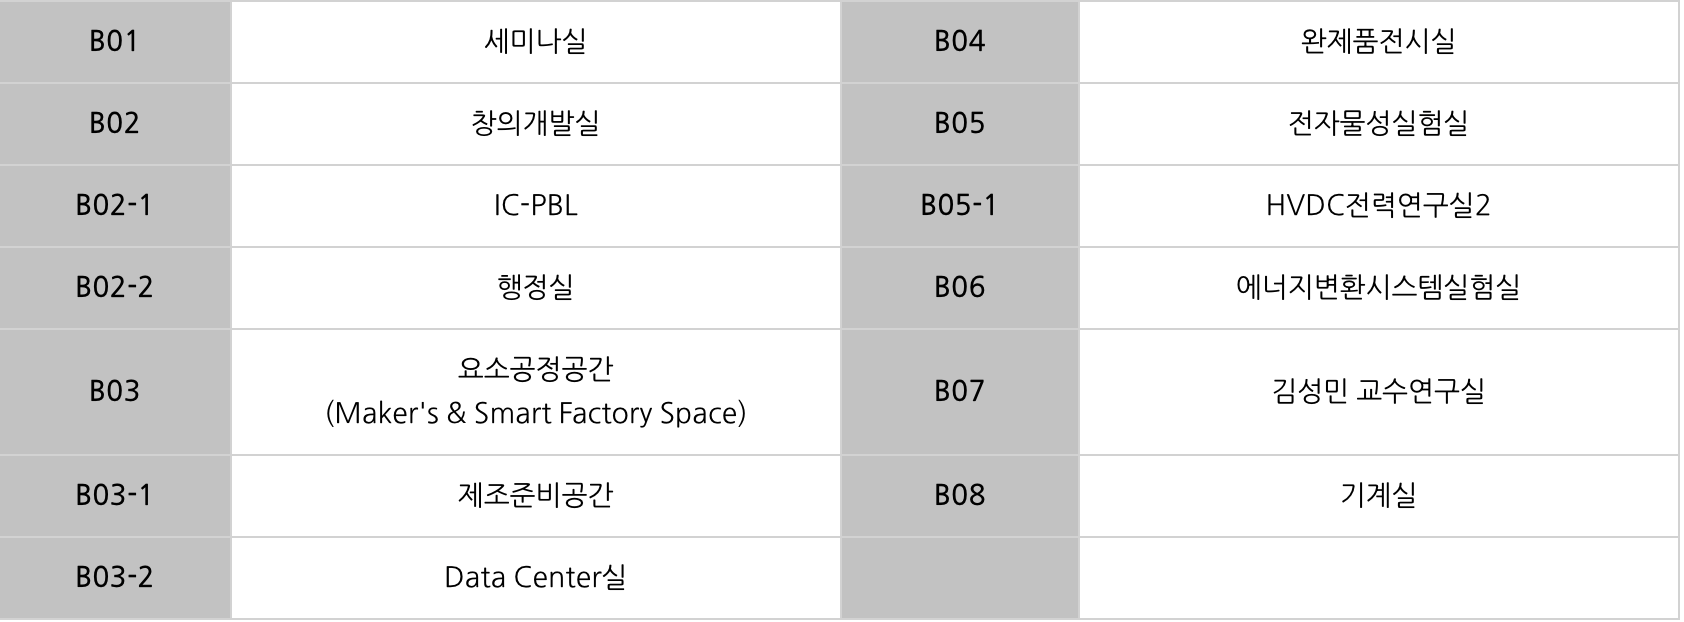 B01 세미나실 B04 완제품전시실
B02 창의개발실 B05 전자물성실험실
B02-1 IC-PBL B05-1 HVDC전력연구실2
B02-2 행정실 B06 에너지변환시스템실험실
B03 요소공정공간
(Maker's & Smart Factory Space) B07 김성민 교수연구실
B03-1 제조준비공간 B08 기계실
B03-2 Data Center실